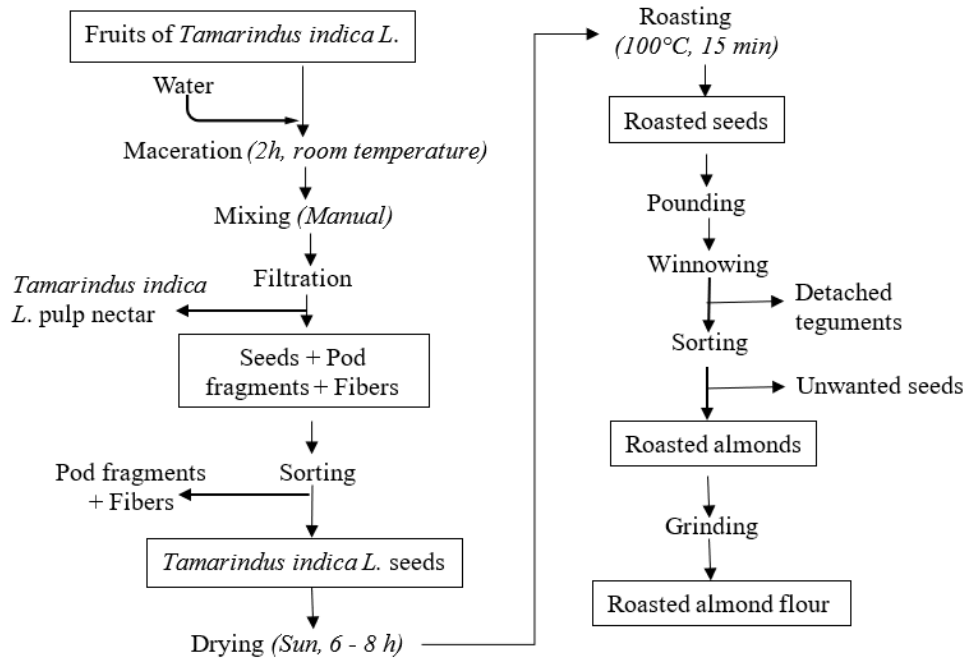 Fruits of Tamarindus indica L.
Water
Maceration (2h, room temperature)
Mixing (Manual)
Filtration
Tamarindus indica
L. pulp nectar
Seeds + Pod
fragments + Fibers
Pod fragments
+ Fibers
Sorting
Tamarindus indica L. seeds
Drying (Sun, 6 - 8 h)
Roasting
(100°C, 15 min)
Roasted seeds
Pounding
Winnowing
Detached
teguments
Sorting
Unwanted seeds
Roasted almonds
Grinding
Roasted almond flour